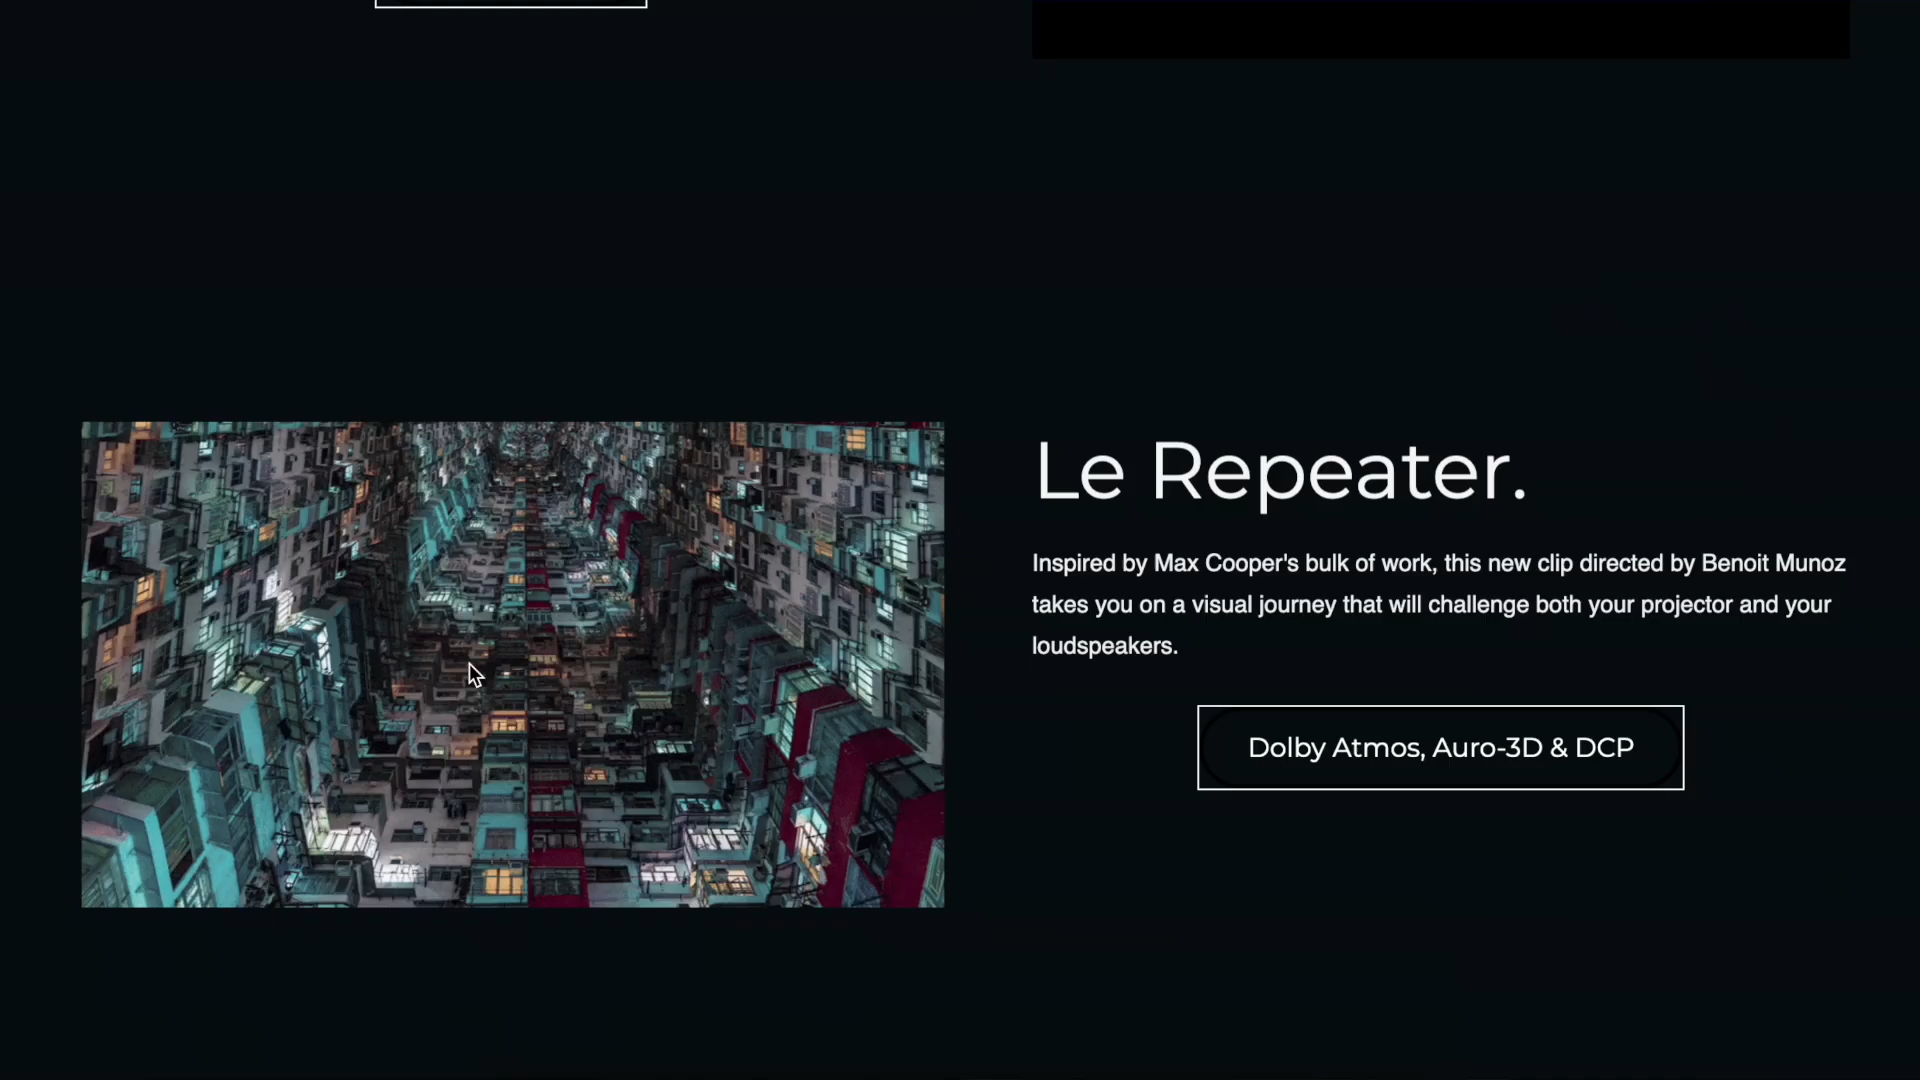 Le Repeater.
Inspired by Max Cooper's bulk of work, this new clip directed by Benoit Munoz
takes you on a visual journey that will challenge both your projector and your
loudspeakers.
Dolby Atmos, Auro-3D & DCP